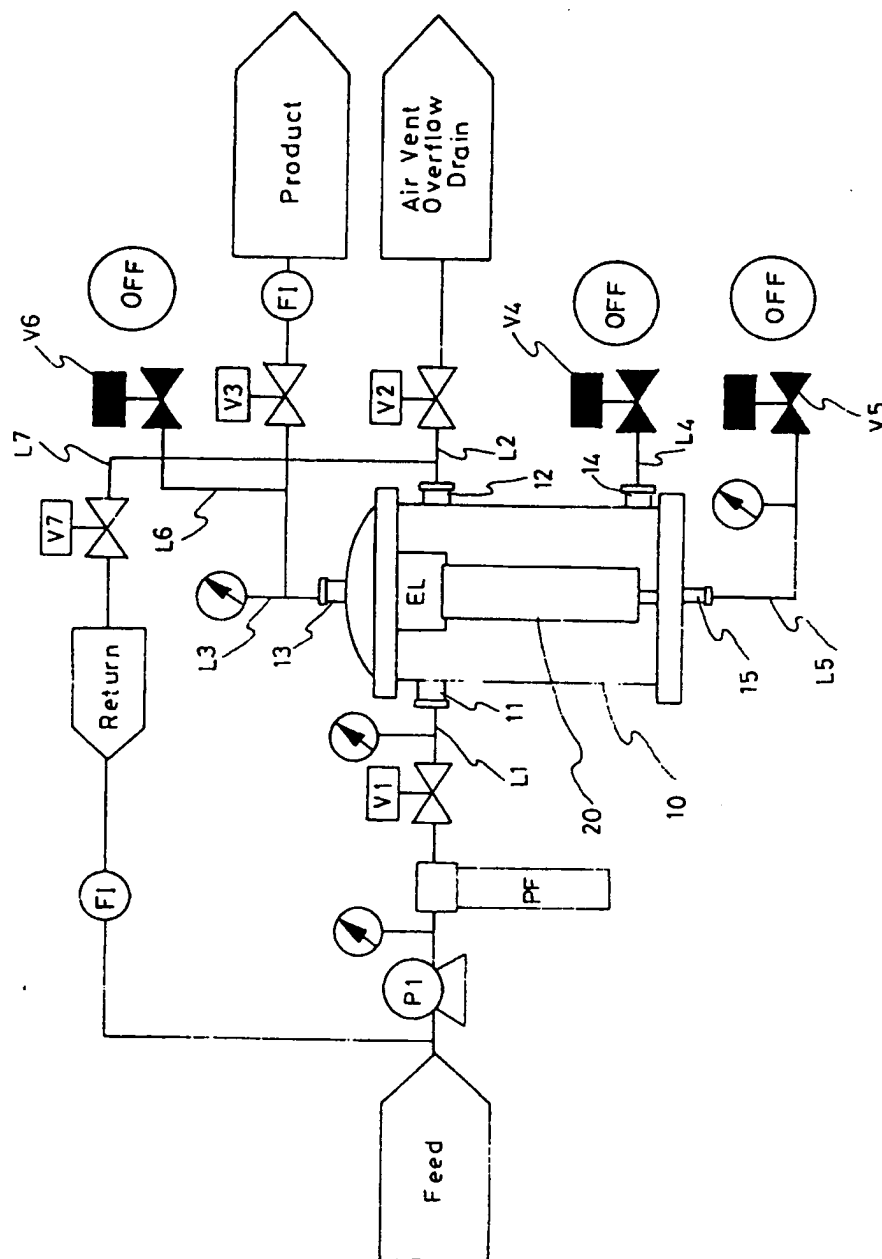 Feed
P1
PF
V1
L1
11
10
20
FI
Return
V7
L7
V6
OFF
L6
L3
13
V3
FI
Product
V2
L2
12
Air Vent
Overflow
Drain
EL
14
L4
V4
OFF
15
L5
V5
OFF